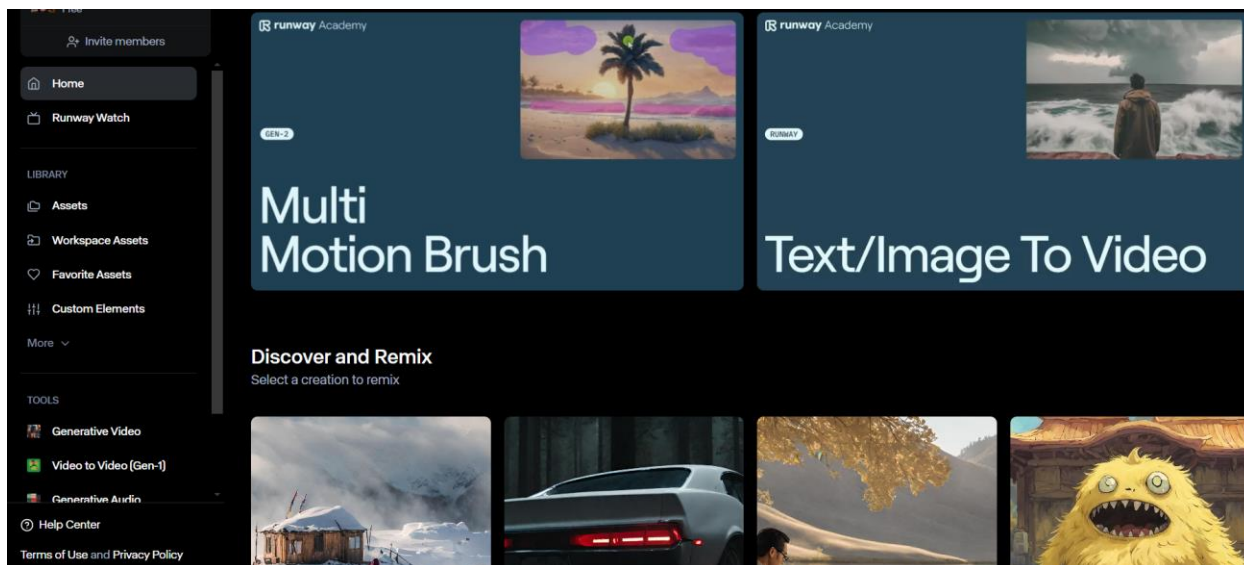 Free
Invite members
Home
Runway Watch
LIBRARY
Assets
Workspace Assets
Favorite Assets
Custom Elements
More
TOOLS
Generative Video
Video to Video (Gen-1)
Generative Audio
Help Center
Terms of Use and Privacy Policy
runway Academy
GEN-2
Multi
Motion Brush
runway Academy
RUNWAY
Text/Image To Video
Discover and Remix
Select a creation to remix